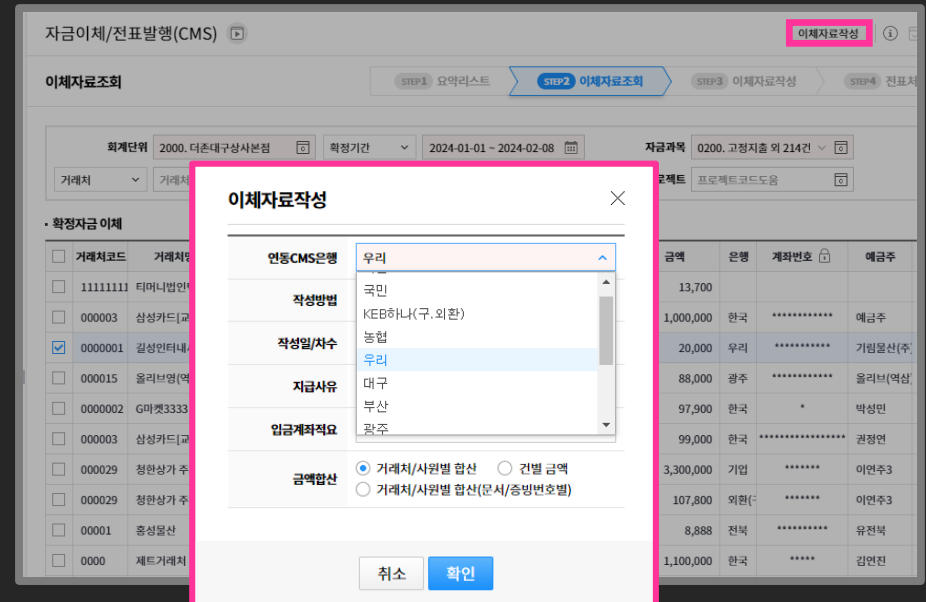 자금이체/전표발행(CMS)
이체자료작성
이체자료조회
STEP1 요약리스트
STEP2 이체자료조회
STEP3 이체자료작성
STEP4 전표처
회계단위 2000. 더존대구상사본점 확정기간 2024-01-01 ~ 2024-02-08 자금과목 0200. 고정지출 외 214건
거래처 거래처 로젝트 프로젝트코드도움
· 확정자금 이체
거래처코드 거래처명 금액 은행 계좌번호 예금주
11111111 티머니법인 13,700
000003 삼성카드[교 1,000,000 한국 ************ 예금주
0000001 길성인터내 20,000 우리 *********** 기림물산(주)
000015 올리브영(역 88,000 광주 ************ 올리브(역삼
0000002 G마켓3333 97,900 한국 * 박성민
000003 삼성카드[교 99,000 한국 ***************** 권정연
000029 청한상가 주 3,300,000 기업 ******* 이연주3
000029 청한상가 주 107,800 외환( ******* 이연주3
00001 홍성물산 8,888 전북 ********** 유전북
0000 제트거래처 1,100,000 한국 ***** 김연진
이체자료작성
연동CMS은행 우리
국민
KEB하나(구.외환)
농협
우리
대구
부산
광주
작성방법
작성일/차수
지급사유
입금계좌적요
금액합산 거래처/사원별 합산 건별 금액
거래처/사원별 합산(문서/증빙번호별)
취소 확인